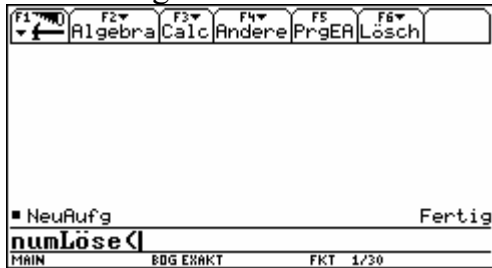 F1 F2 Algebra F3 Calc F4 Andere F5 PrgEA F6 Lösch
NeuAufg Fertig
numLöse(
MAIN BOG EXAKT FKT 1/30